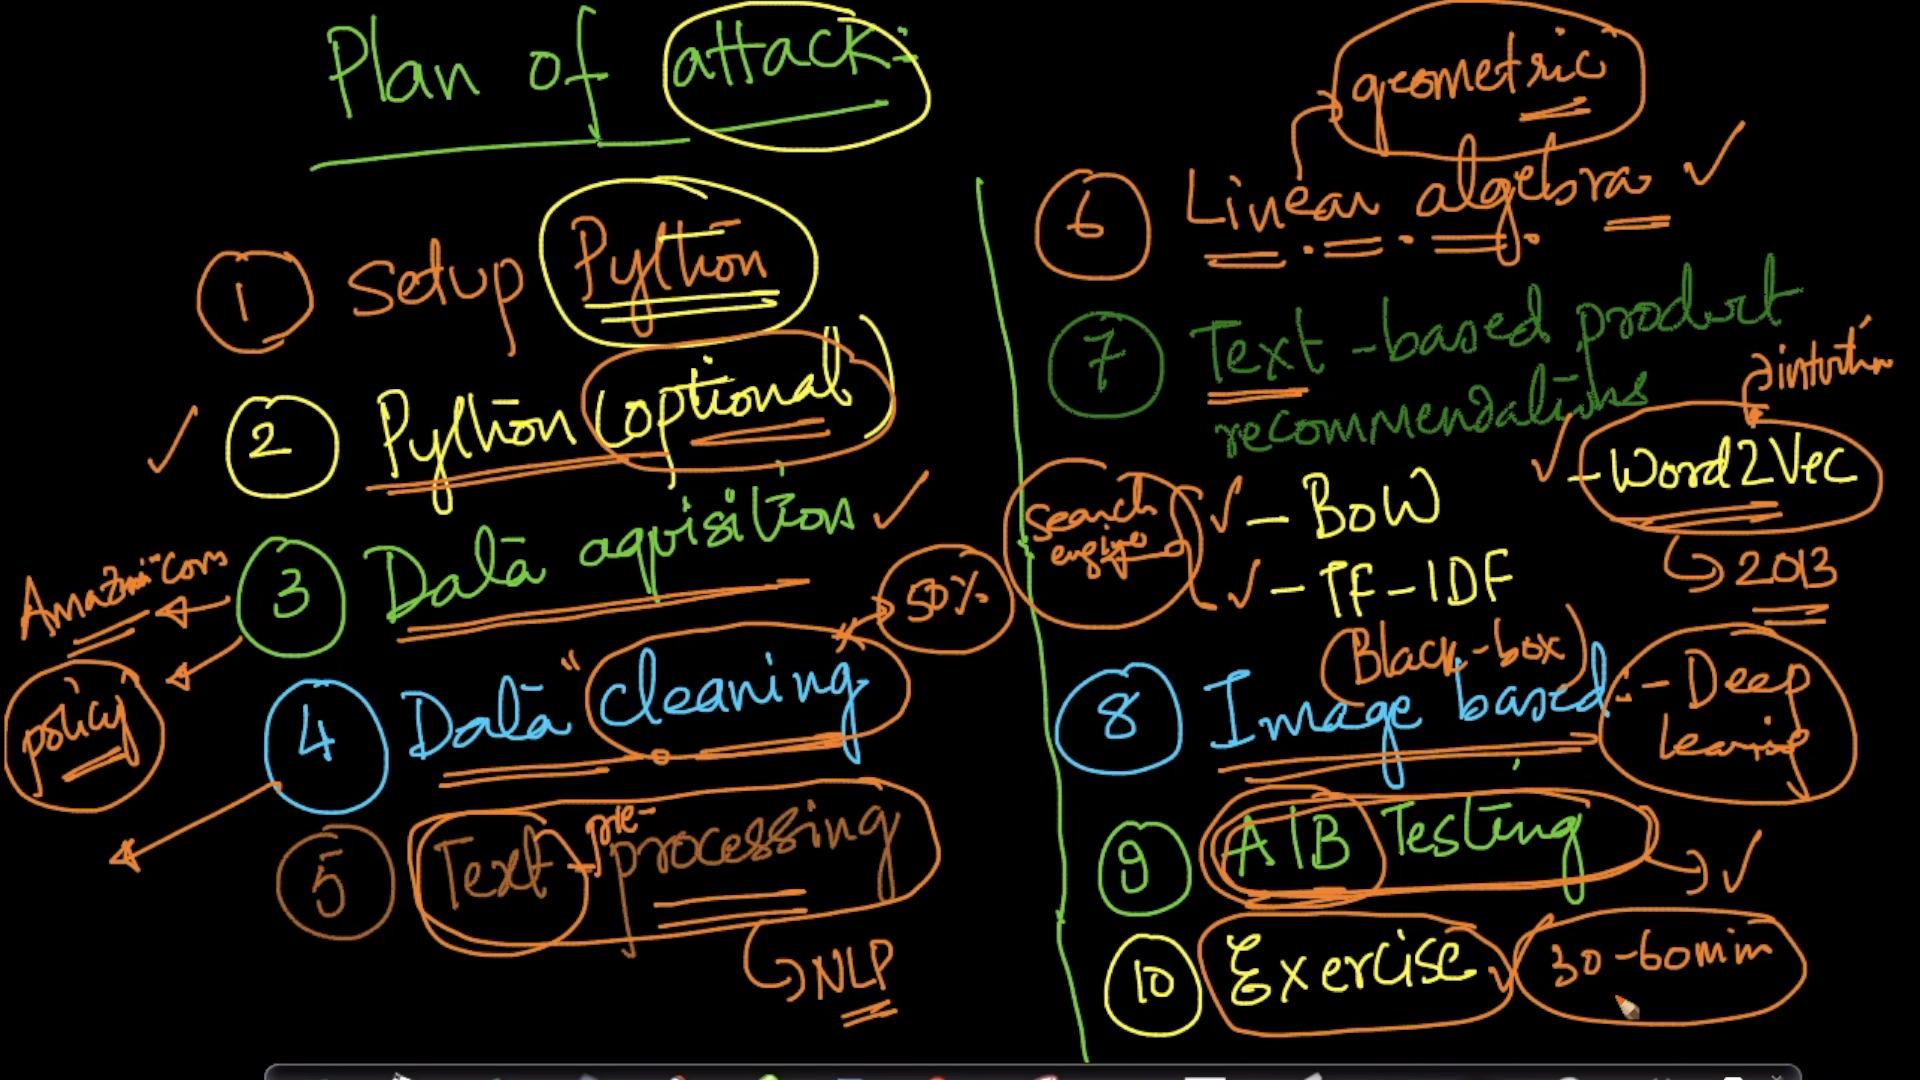 Plan of attack:
1 Setup Python
2 Python (optional)
3 Data aquisition
Amazon.com
policy
50%
4 Data "cleaning
5 Text-pre-processing
NLP
geometric
6 Linear algebra
7 Text-based product
recommendations
intuition
- Word2Vec
2013
Search
engine
- BOW
- TF-IDF
(Black-box)
8 Image based: - Deep
learning
9 A|B Testing
10 Exercise 30-60min